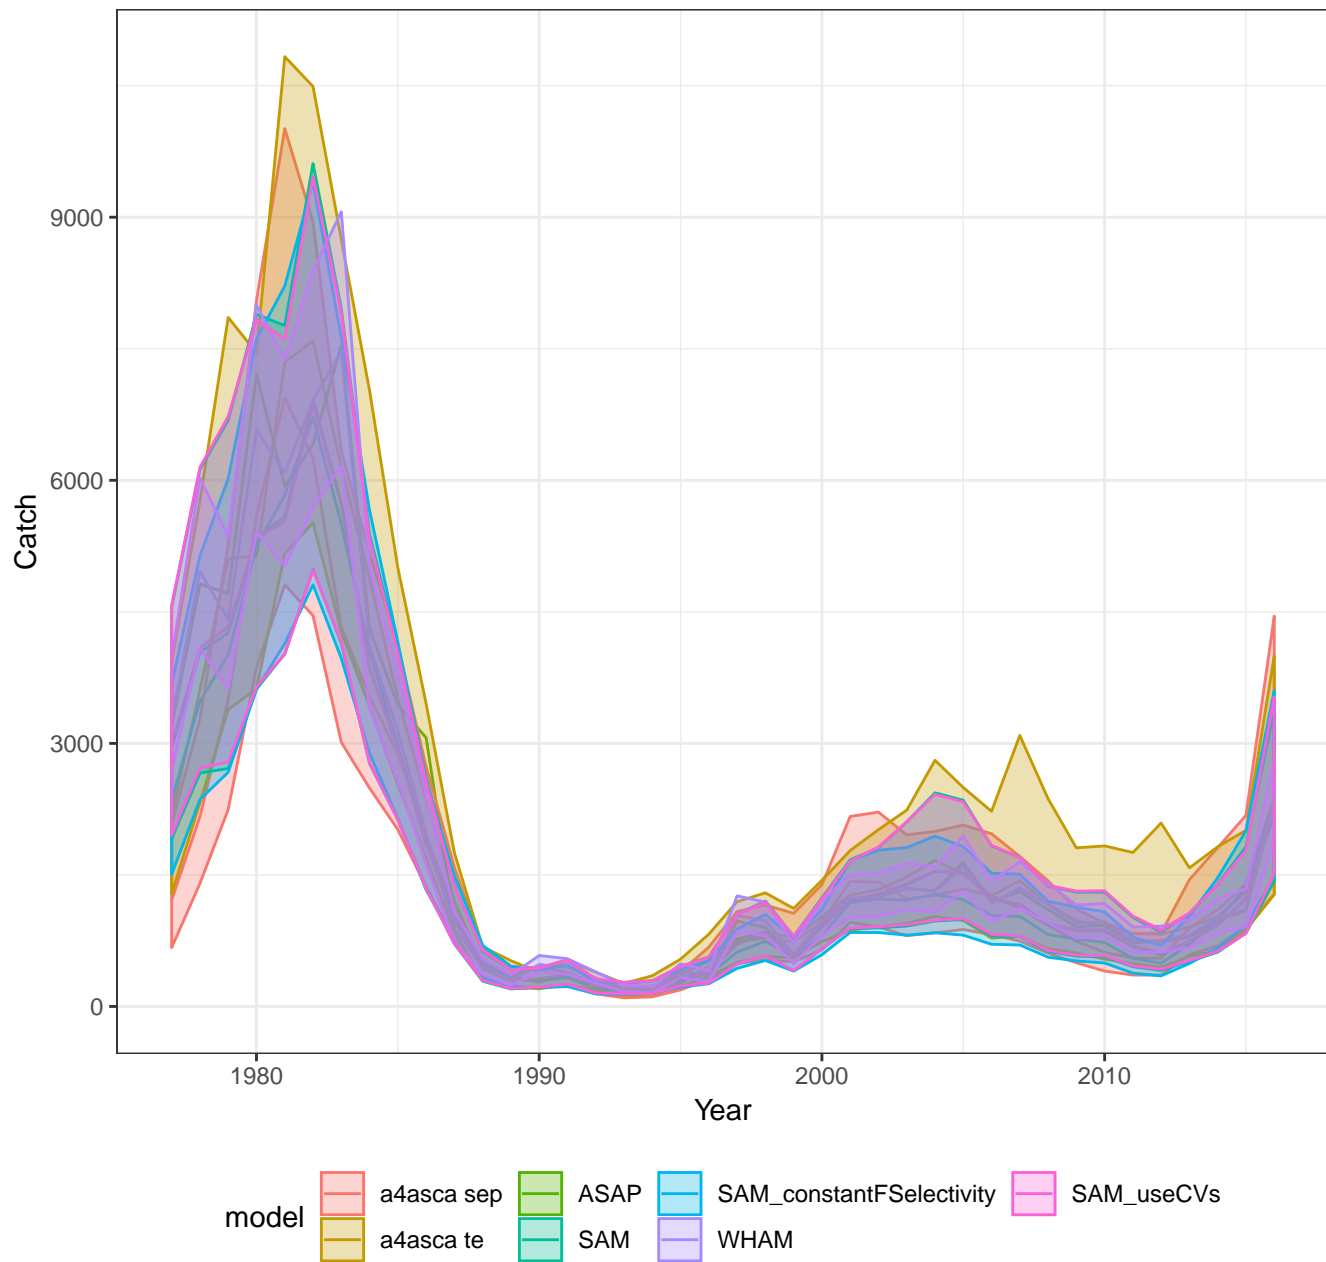 9000
6000
3000
0
Catch
1980 1990 2000 2010
Year
model
a4asca sep ASAP SAM_constantFSelectivity SAM_useCVs
a4asca te SAM WHAM